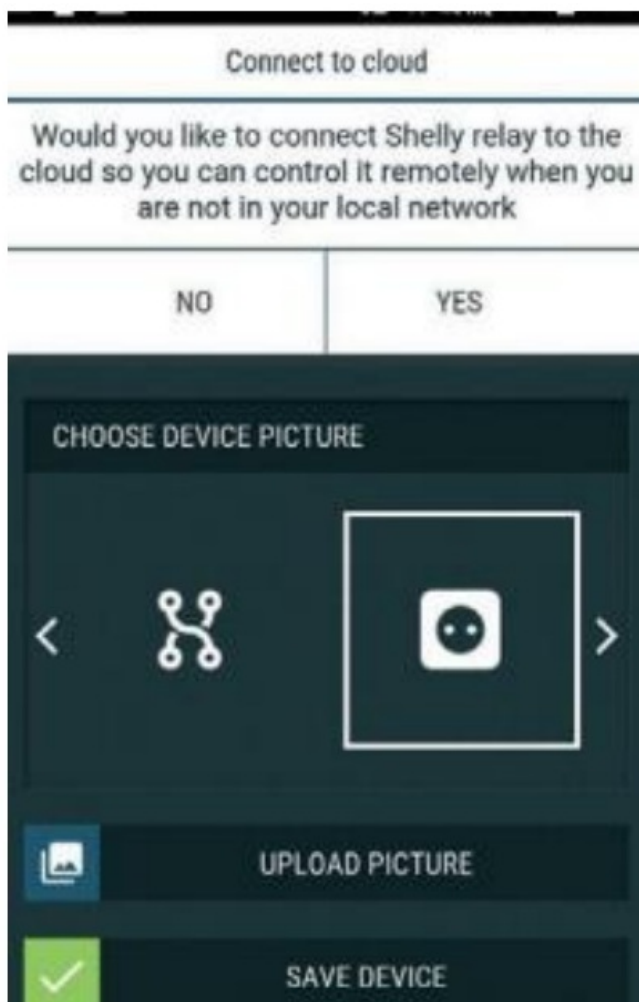 Connect to cloud
Would you like to connect Shelly relay to the
cloud so you can control it remotely when you
are not in your local network
NO YES
CHOOSE DEVICE PICTURE
UPLOAD PICTURE
SAVE DEVICE